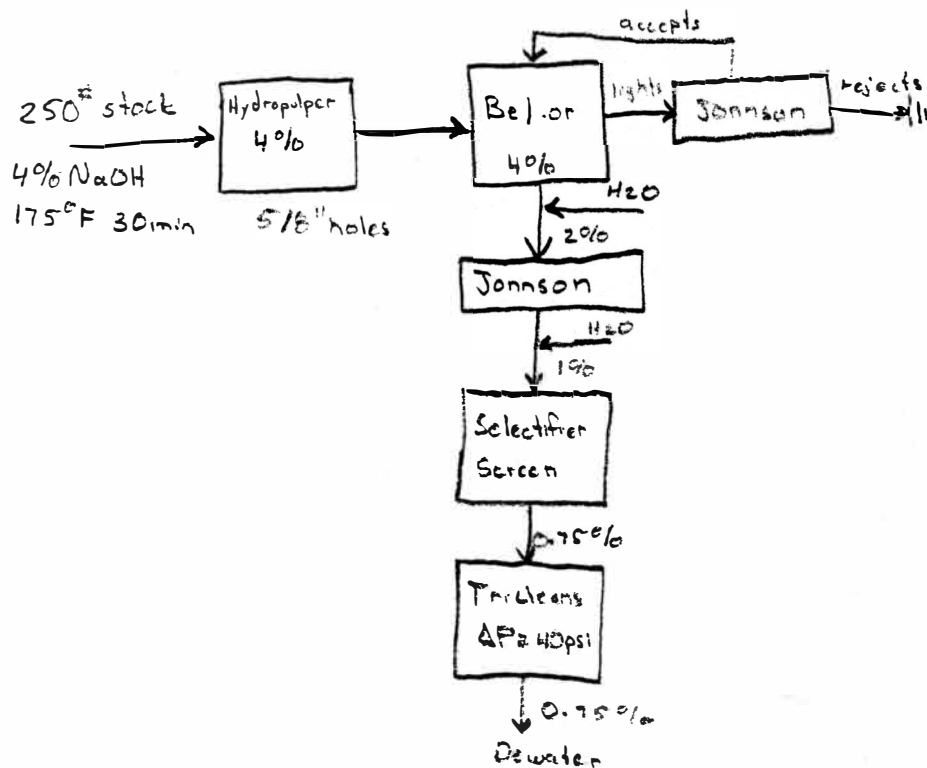 accepts
250# stock
4% NaOH
175°F 30min
Hydropulper
4%
5/8" holes
Bel.or
4%
lights
Jonnson
rejects
H2O
2%
Jonnson
H2O
1%
Selectifier
Screen
0.75%
Tricleans
ΔP= 40psi
0.75%
Dewater